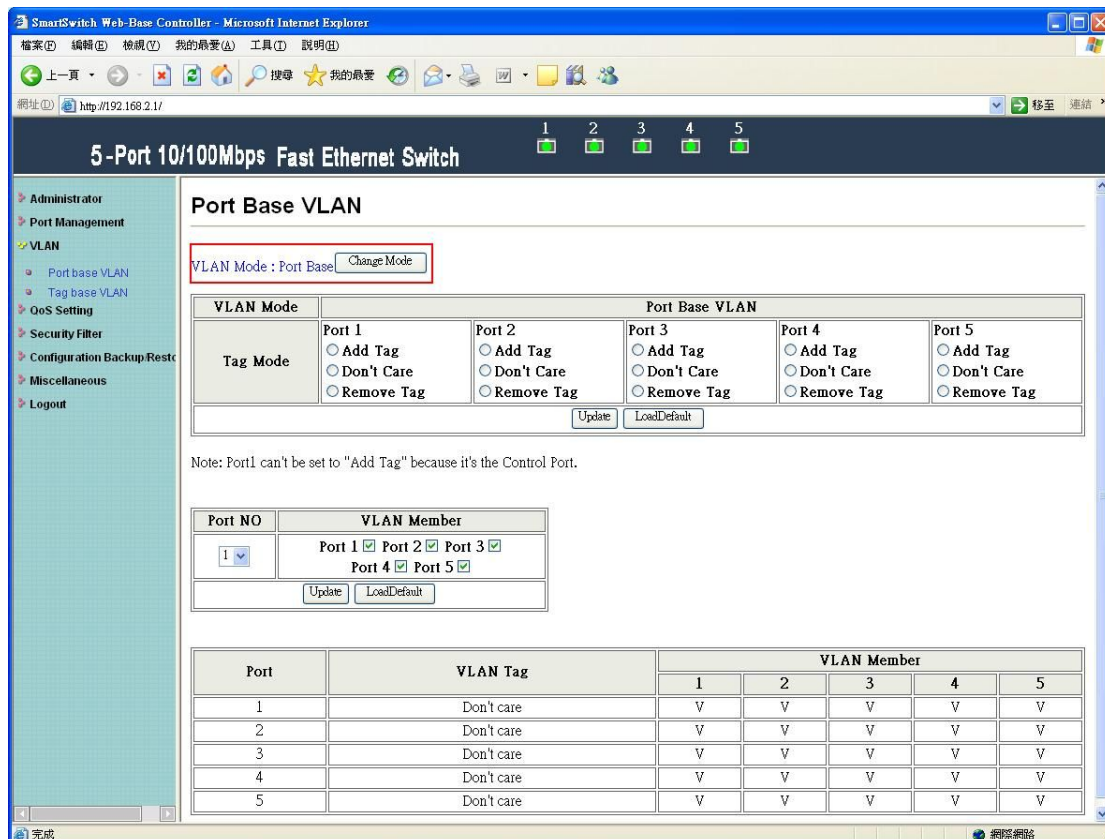 SmartSwitch Web-Base Controller - Microsoft Internet Explorer
檔案(F) 編輯(E) 檢視(V) 我的最愛(A) 工具(T) 說明(H)
上一頁 搜尋 我的最愛
網址(D) http://192.168.2.1/ 移至 連結 »
5-Port 10/100Mbps Fast Ethernet Switch
1 2 3 4 5
Administrator
Port Management
VLAN
Port base VLAN
Tag base VLAN
QoS Setting
Security Filter
Configuration Backup/Resto
Miscellaneous
Logout
Port Base VLAN
VLAN Mode : Port Base Change Mode
VLAN Mode Port Base VLAN
Tag Mode
Port 1 Port 2 Port 3 Port 4 Port 5
Add Tag Add Tag Add Tag Add Tag Add Tag
Don't Care Don't Care Don't Care Don't Care Don't Care
Remove Tag Remove Tag Remove Tag Remove Tag Remove Tag
Update LoadDefault
Note: Port1 can't be set to "Add Tag" because it's the Control Port.
Port NO VLAN Member
1 Port 1 Port 2 Port 3
Port 4 Port 5
Update LoadDefault
Port VLAN Tag VLAN Member
1 2 3 4 5
1 Don't care V V V V V
2 Don't care V V V V V
3 Don't care V V V V V
4 Don't care V V V V V
5 Don't care V V V V V
完成 網際網路